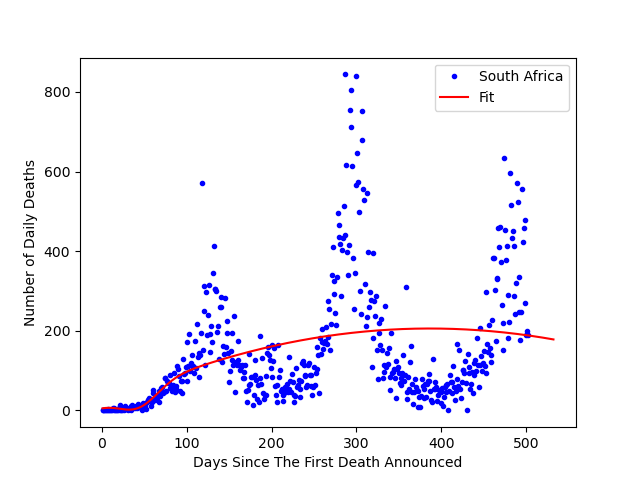 South Africa
Fit
Number of Daily Deaths
800
600
400
200
0
0 100 200 300 400 500
Days Since The First Death Announced